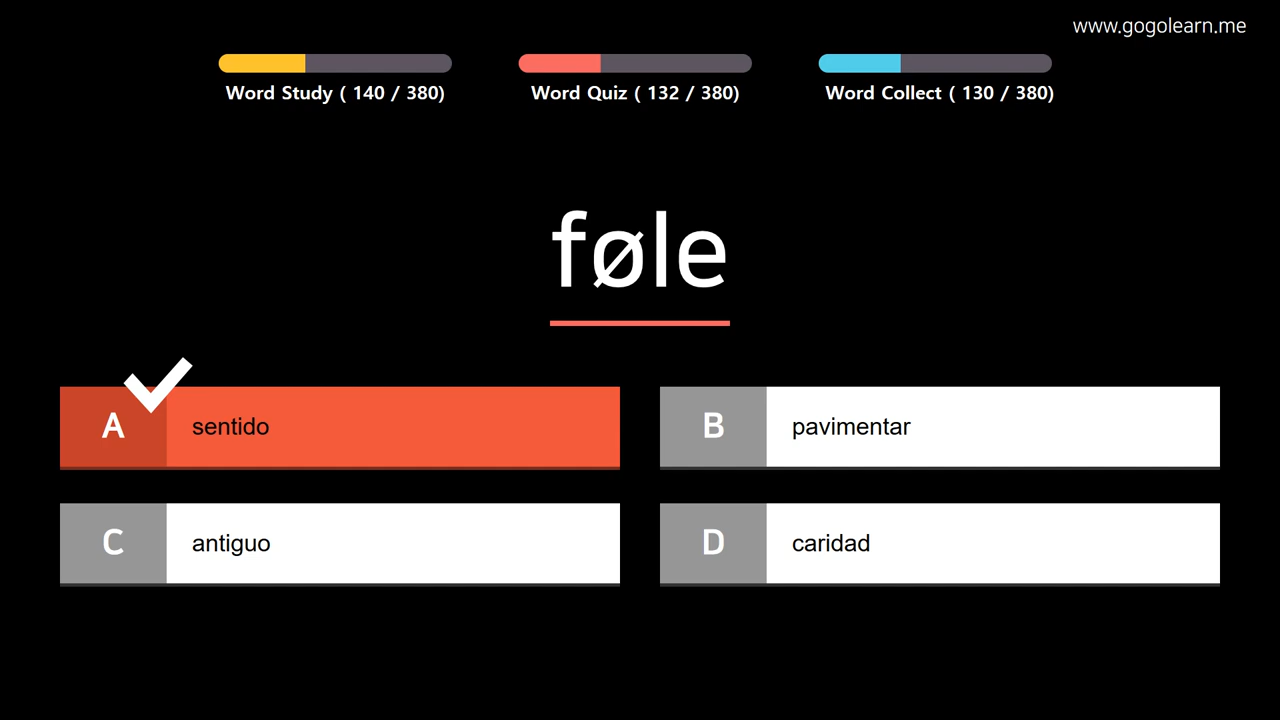 www.gogolearn.me
Word Study ( 140 / 380)
Word Quiz ( 132 / 380)
Word Collect ( 130 / 380)
føle
A sentido
B pavimentar
C antiguo
D caridad